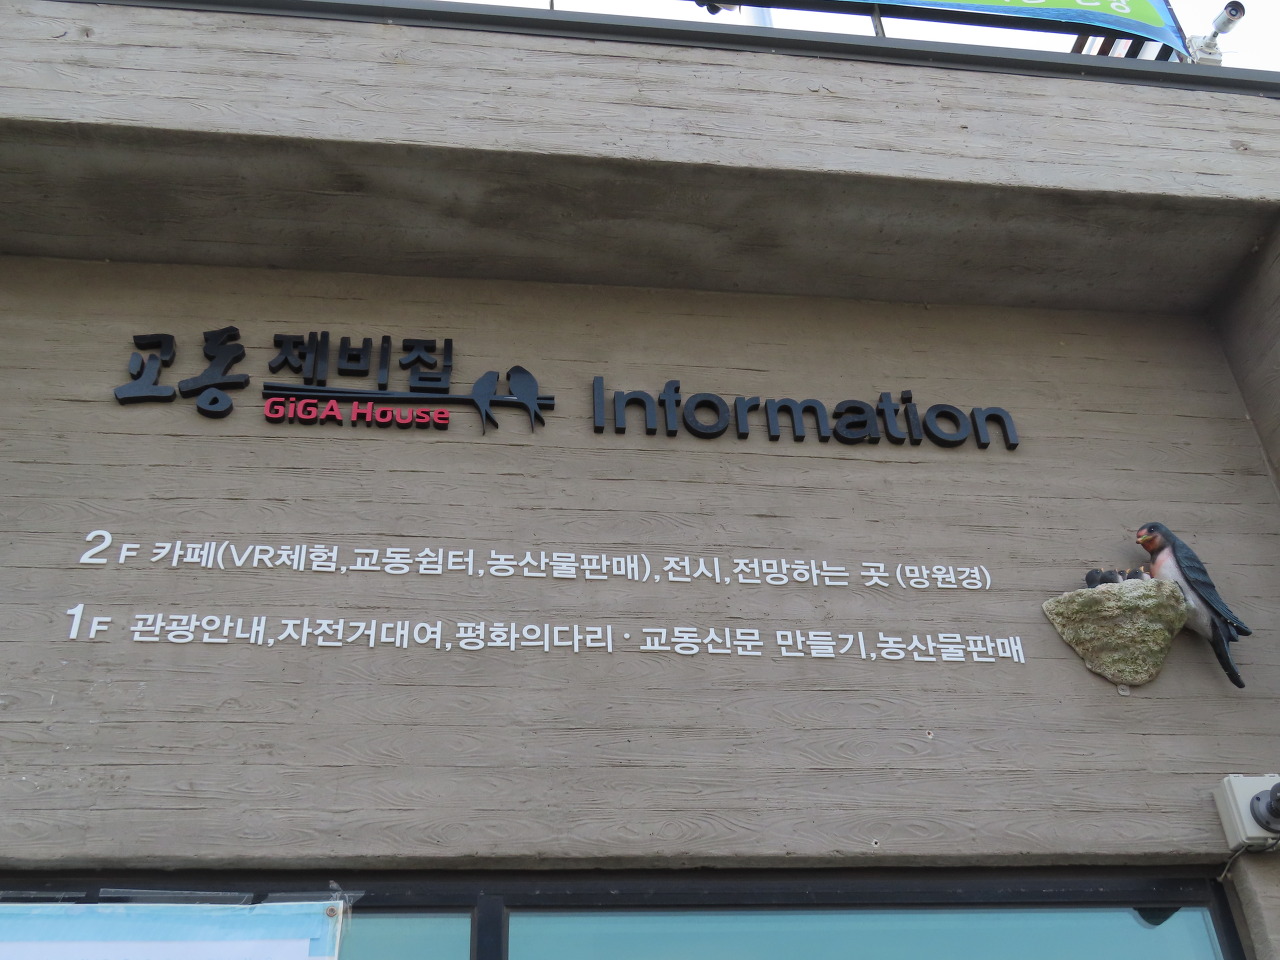 교동제비집 Information
GiGA House
2F 카페(VR체험,교동쉼터,농산물판매),전시,전망하는 곳(망원경)
1F 관광안내,자전거대여,평화의다리·교동신문 만들기,농산물판매